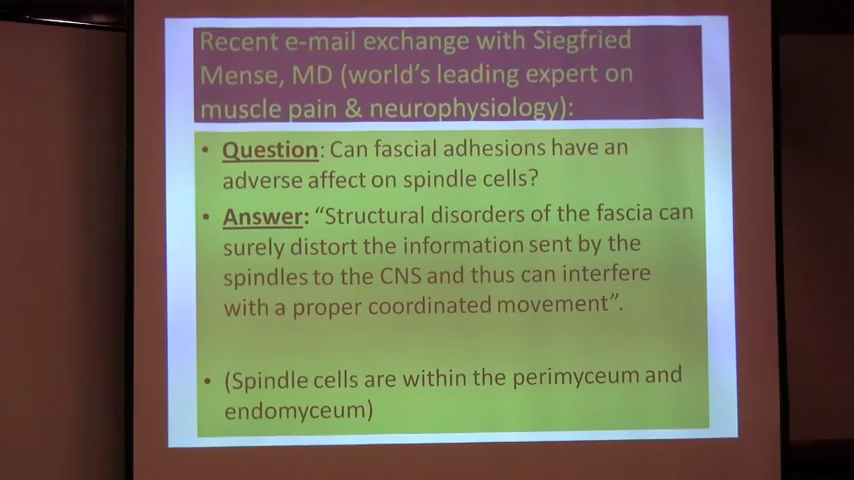 Recent e-mail exchange with Siegfried
Mense, MD (world's leading expert on
muscle pain & neurophysiology):
• Question: Can fascial adhesions have an
adverse affect on spindle cells?
• Answer: "Structural disorders of the fascia can
surely distort the information sent by the
spindles to the CNS and thus can interfere
with a proper coordinated movement".
• (Spindle cells are within the perimyceum and
endomyceum)